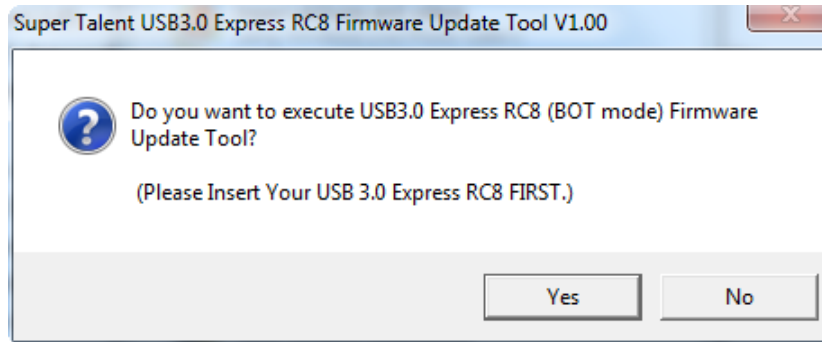 Super Talent USB3.0 Express RC8 Firmware Update Tool V1.00
Do you want to execute USB3.0 Express RC8 (BOT mode) Firmware
Update Tool?
(Please Insert Your USB 3.0 Express RC8 FIRST.)
Yes
No